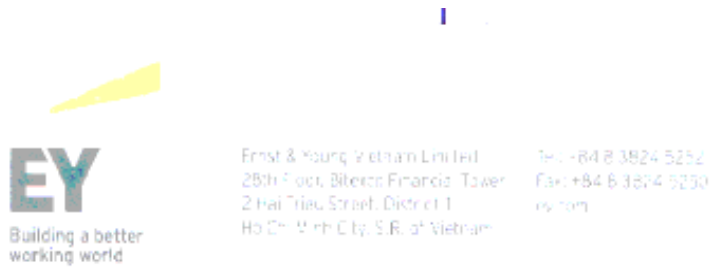 EY
Building a better
working world
Ernst & Young Vietnam Limited
28th Floor, Bitexco Financial Tower
2 Hai Trieu Street, District 1
Ho Chi Minh City, S.R. of Vietnam
Tel: +84 8 3824 5252
Fax: +84 8 3824 5250
ey.com